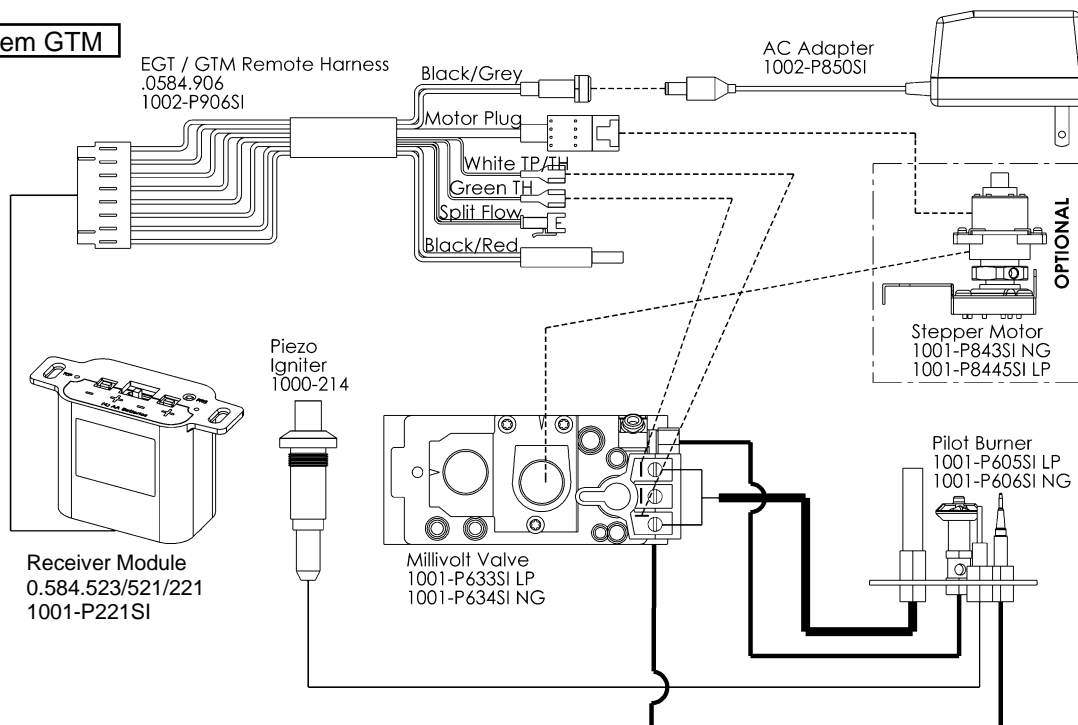 em GTM
EGT / GTM Remote Harness
.0584.906
1002-P906SI
Black/Grey
Motor Plug
White TP/TH
Green TH
Split Flow
Black/Red
AC Adapter
1002-P850SI
OPTIONAL
Stepper Motor
1001-P843SI NG
1001-P8445SI LP
Piezo
Igniter
1000-214
Receiver Module
0.584.523/521/221
1001-P221SI
Millivolt Valve
1001-P633SI LP
1001-P634SI NG
Pilot Burner
1001-P605SI LP
1001-P606SI NG